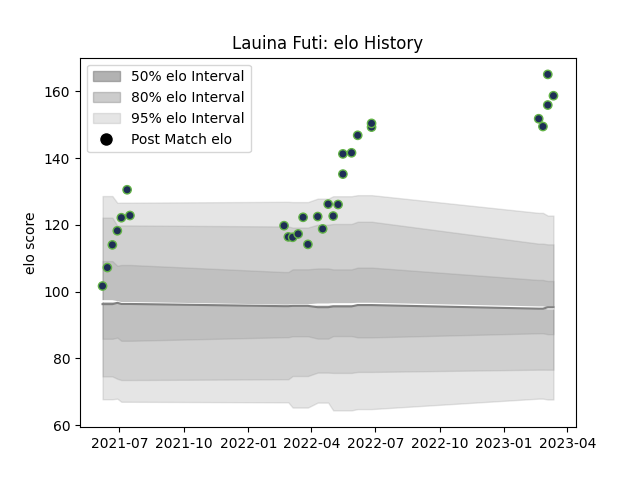 Lauina Futi: elo History
50% elo Interval
80% elo Interval
95% elo Interval
Post Match elo
elo score
160
140
120
100
80
60
2021-07 2021-10 2022-01 2022-04 2022-07 2022-10 2023-01 2023-04